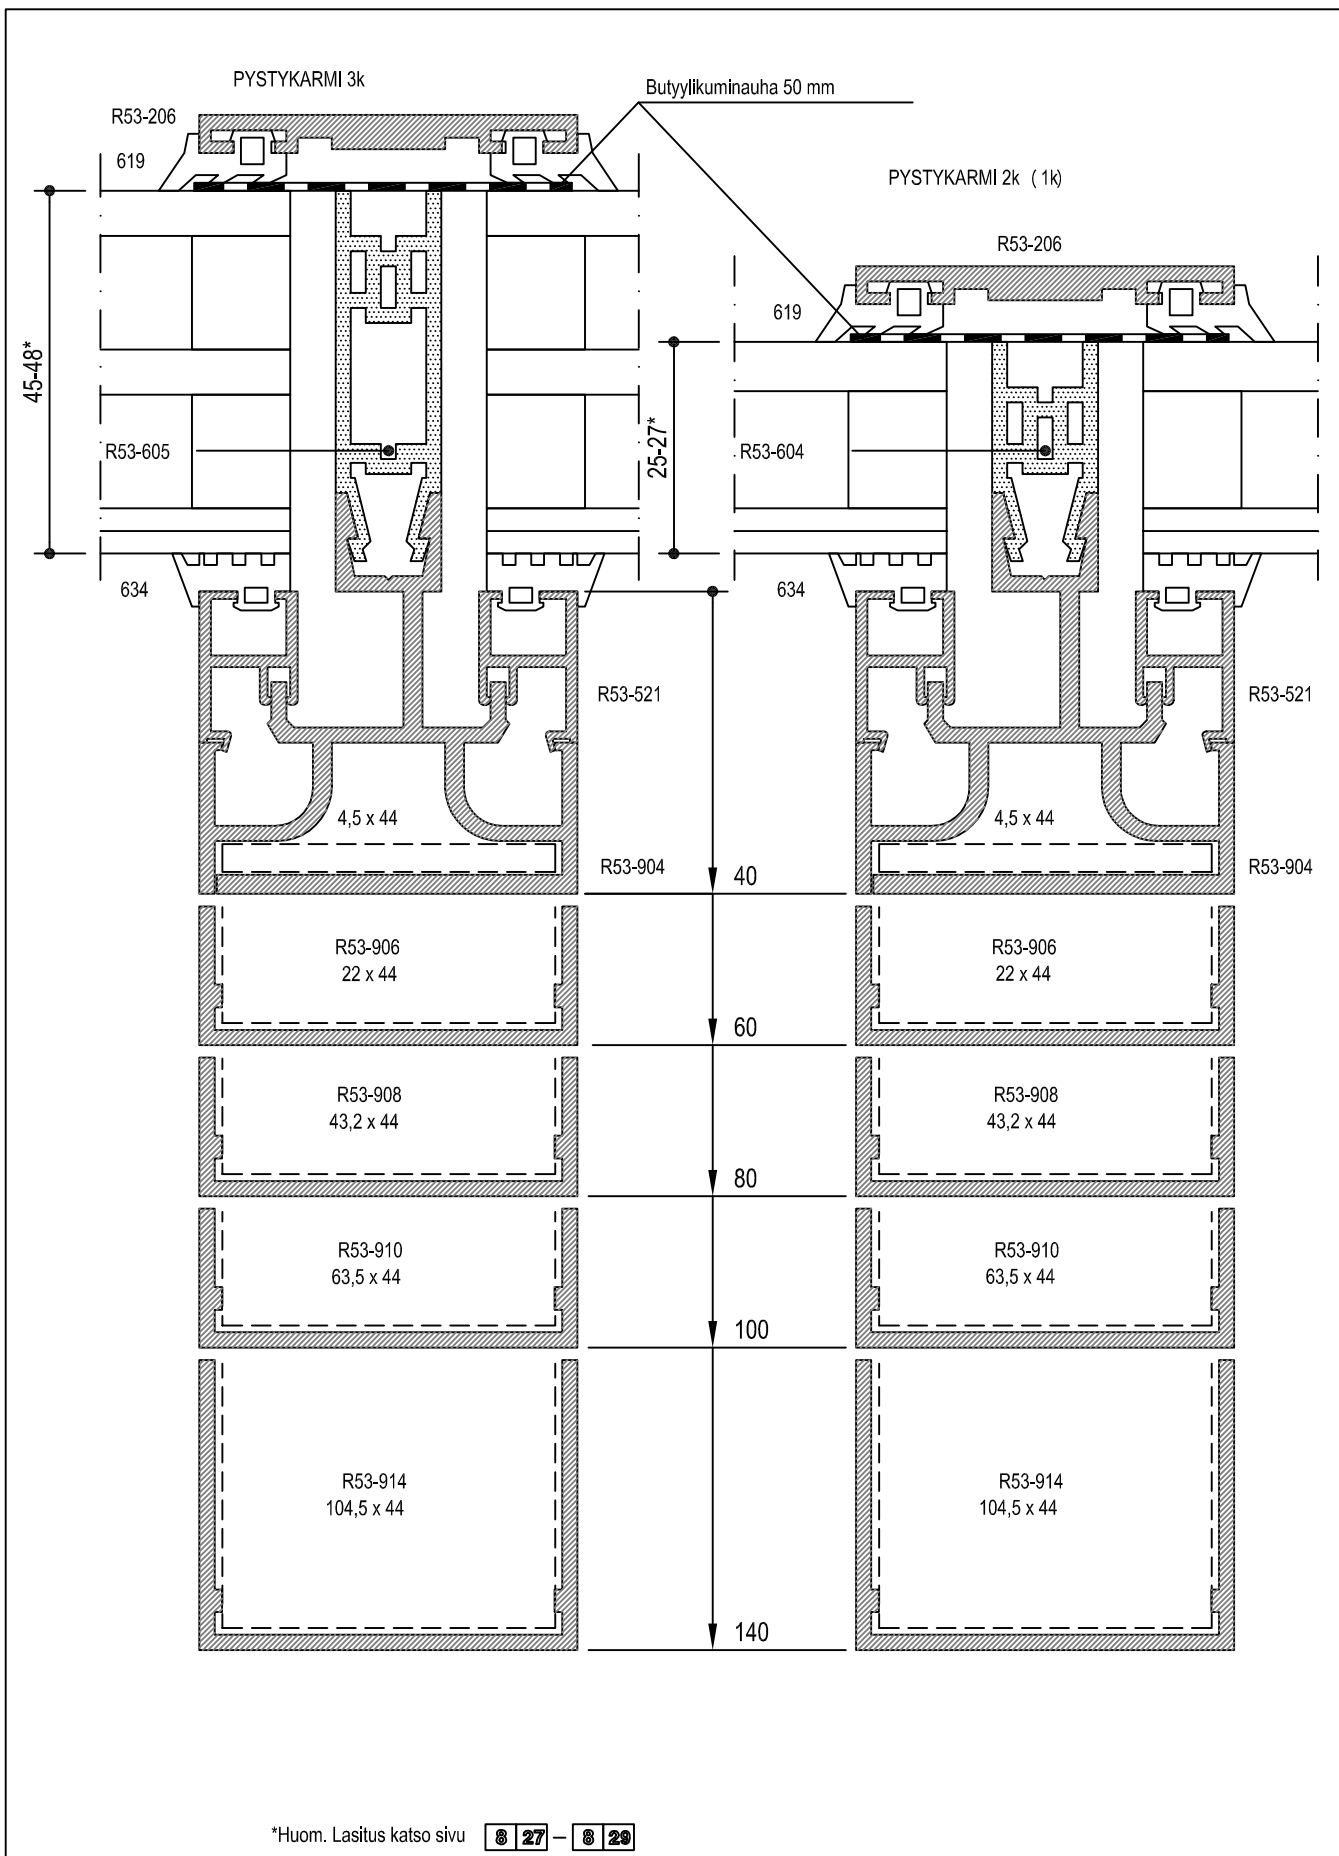 PYSTYKARMI 3k
Butyylikuminauha 50 mm
R53-206
619
PYSTYKARMI 2k ( 1k)
R53-206
619
45-48*
25-27*
R53-605
R53-604
634
634
R53-521
R53-521
4,5 x 44
4,5 x 44
R53-904
40
R53-904
R53-906
22 x 44
R53-906
22 x 44
60
R53-908
43,2 x 44
R53-908
43,2 x 44
80
R53-910
63,5 x 44
R53-910
63,5 x 44
100
R53-914
104,5 x 44
R53-914
104,5 x 44
140
*Huom. Lasitus katso sivu 8 27 – 8 29